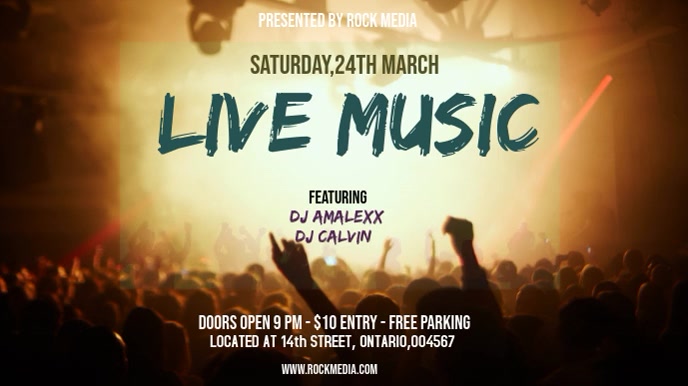 PRESENTED BY ROCK MEDIA
SATURDAY,24TH MARCH
LIVE MUSIC
FEATURING
DJ AMALEXX
DJ CALVIN
DOORS OPEN 9 PM - $10 ENTRY - FREE PARKING
LOCATED AT 14th STREET, ONTARIO,004567
WWW.ROCKMEDIA.COM